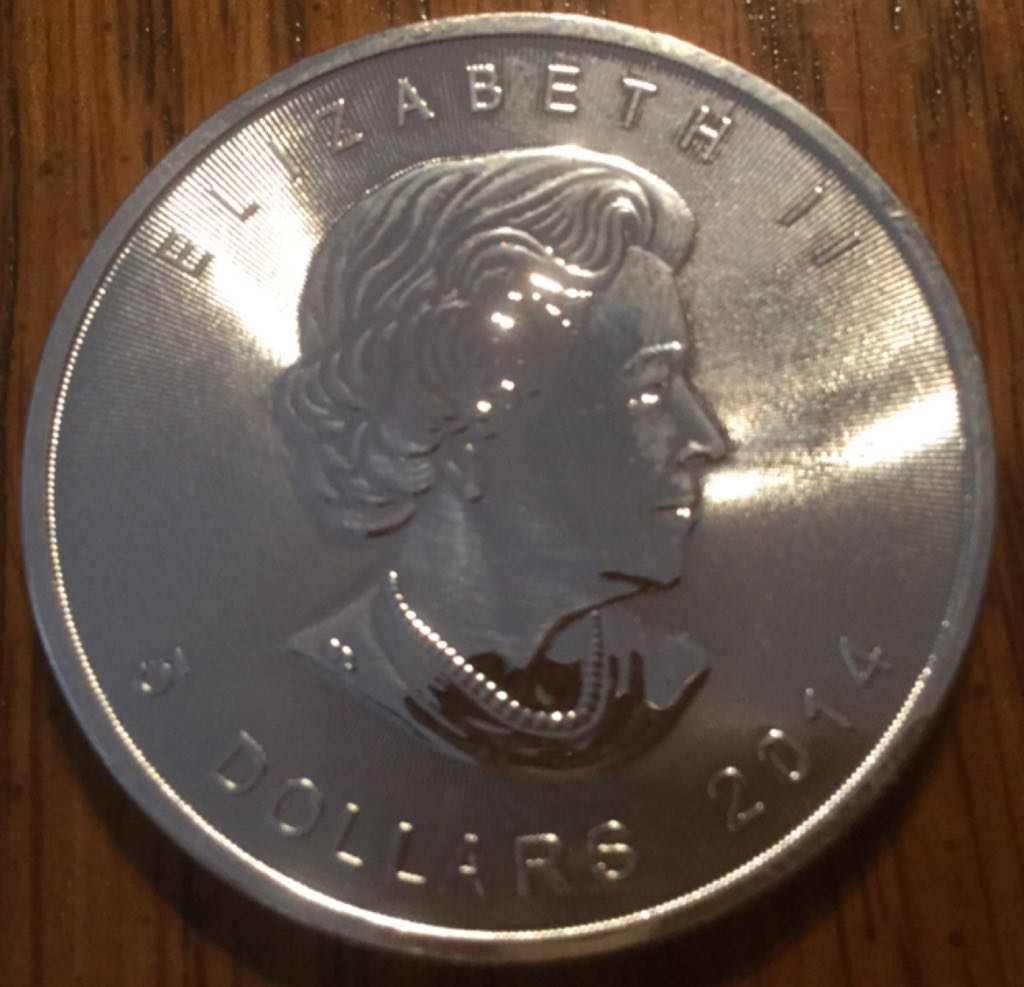 ELIZABETH II
5 DOLLARS 2014